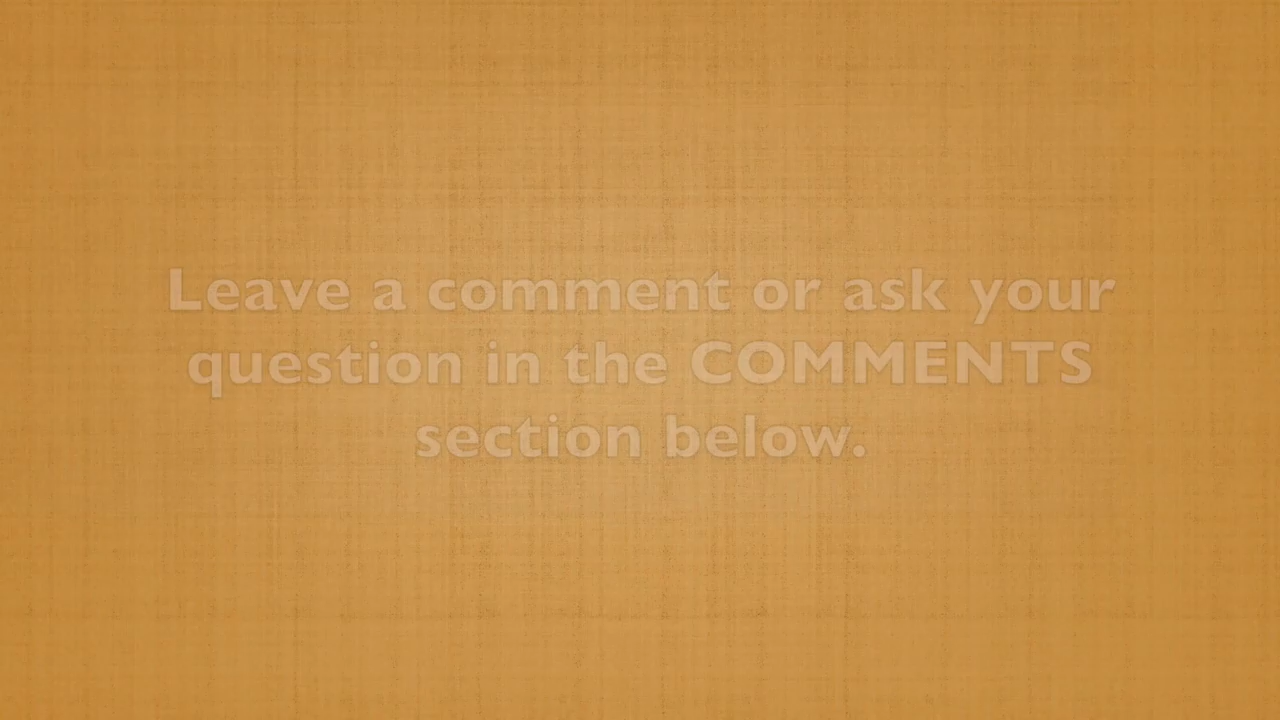 Leave a comment or ask your
question in the COMMENTS
section below.